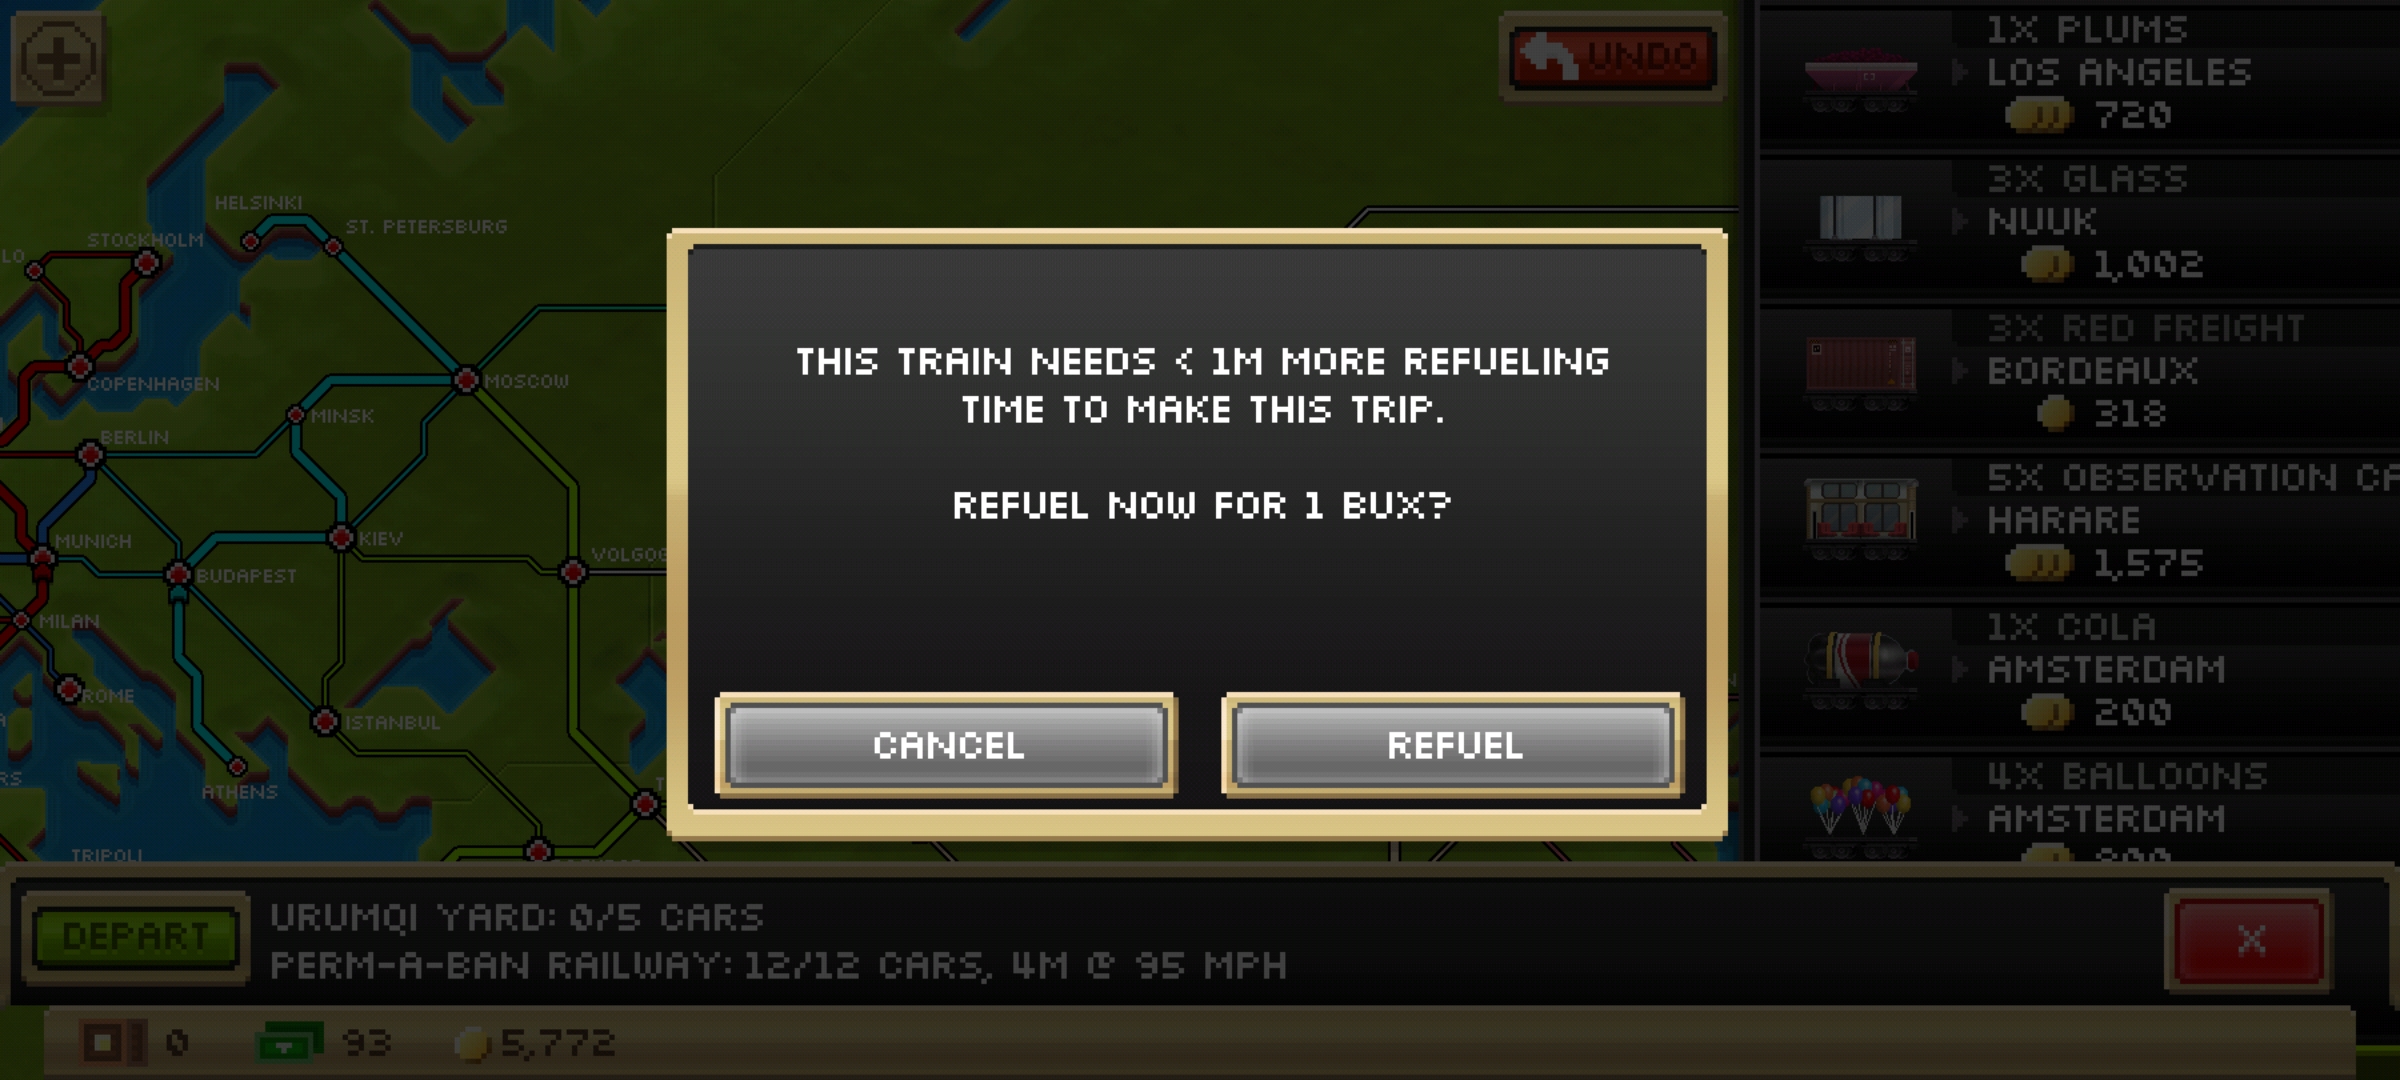 UNDO
HELSINKI
ST. PETERSBURG
STOCKHOLM
LO
COPENHAGEN
MOSCOW
MINSK
BERLIN
KIEV
MUNICH
BUDAPEST
VOLGOG
MILAN
ROME
ISTANBUL
RS
ATHENS
TRIPOLI
THIS TRAIN NEEDS < 1M MORE REFUELING
TIME TO MAKE THIS TRIP.
REFUEL NOW FOR 1 BUX?
CANCEL
REFUEL
1X PLUMS
LOS ANGELES
720
3X GLASS
NUUK
1,002
3X RED FREIGHT
BORDEAUX
318
5X OBSERVATION CA
HARARE
1,575
1X COLA
AMSTERDAM
200
4X BALLOONS
AMSTERDAM
800
DEPART
URUMQI YARD: 0/5 CARS
PERM-A-BAN RAILWAY: 12/12 CARS, 4M @ 95 MPH
X
0
93
5,772